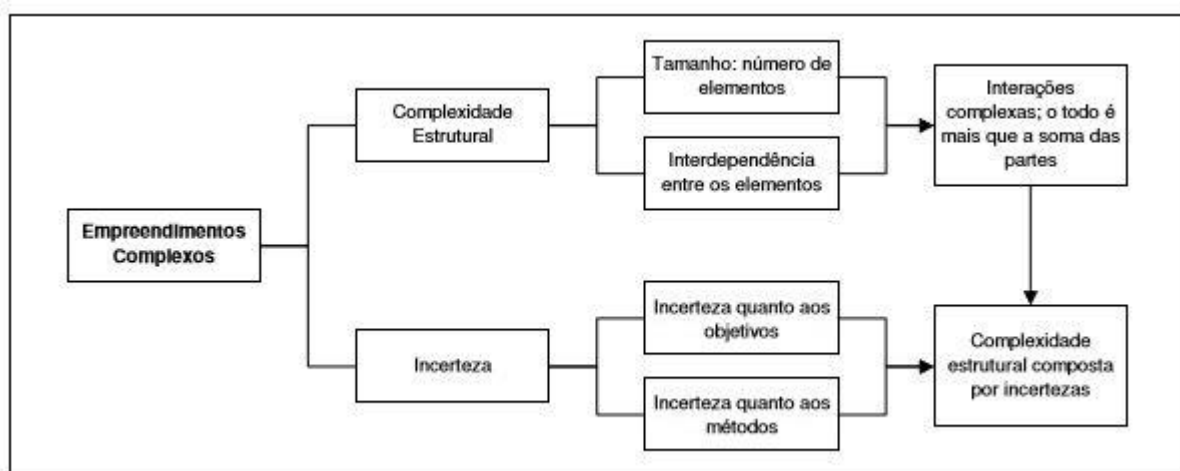 Tamanho: número de
elementos
Complexidade
Estrutural
Interdependência
entre os elementos
Interações
complexas; o todo é
mais que a soma das
partes
Empreendimentos
Complexos
Incerteza
Incerteza quanto aos
objetivos
Incerteza quanto aos
métodos
Complexidade
estrutural composta
por incertezas